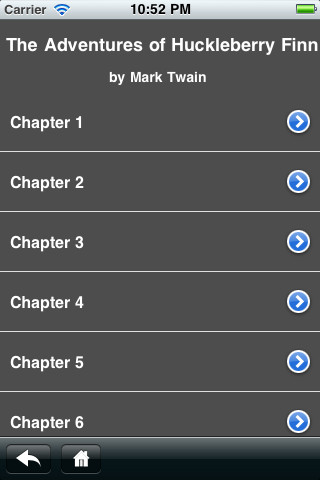 Carrier 10:52 PM
The Adventures of Huckleberry Finn
by Mark Twain
Chapter 1
Chapter 2
Chapter 3
Chapter 4
Chapter 5
Chapter 6